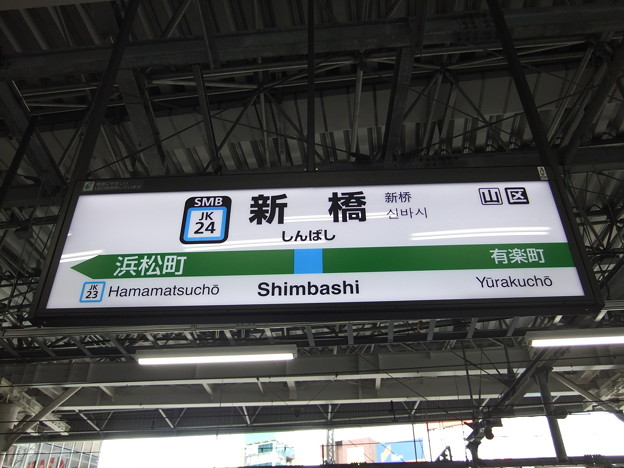 SMB
JK
24
新橋
新桥
신바시
山 区
しんばし
浜松町
有楽町
JK
23
Hamamatsuchō
Shimbashi
Yūrakuchō